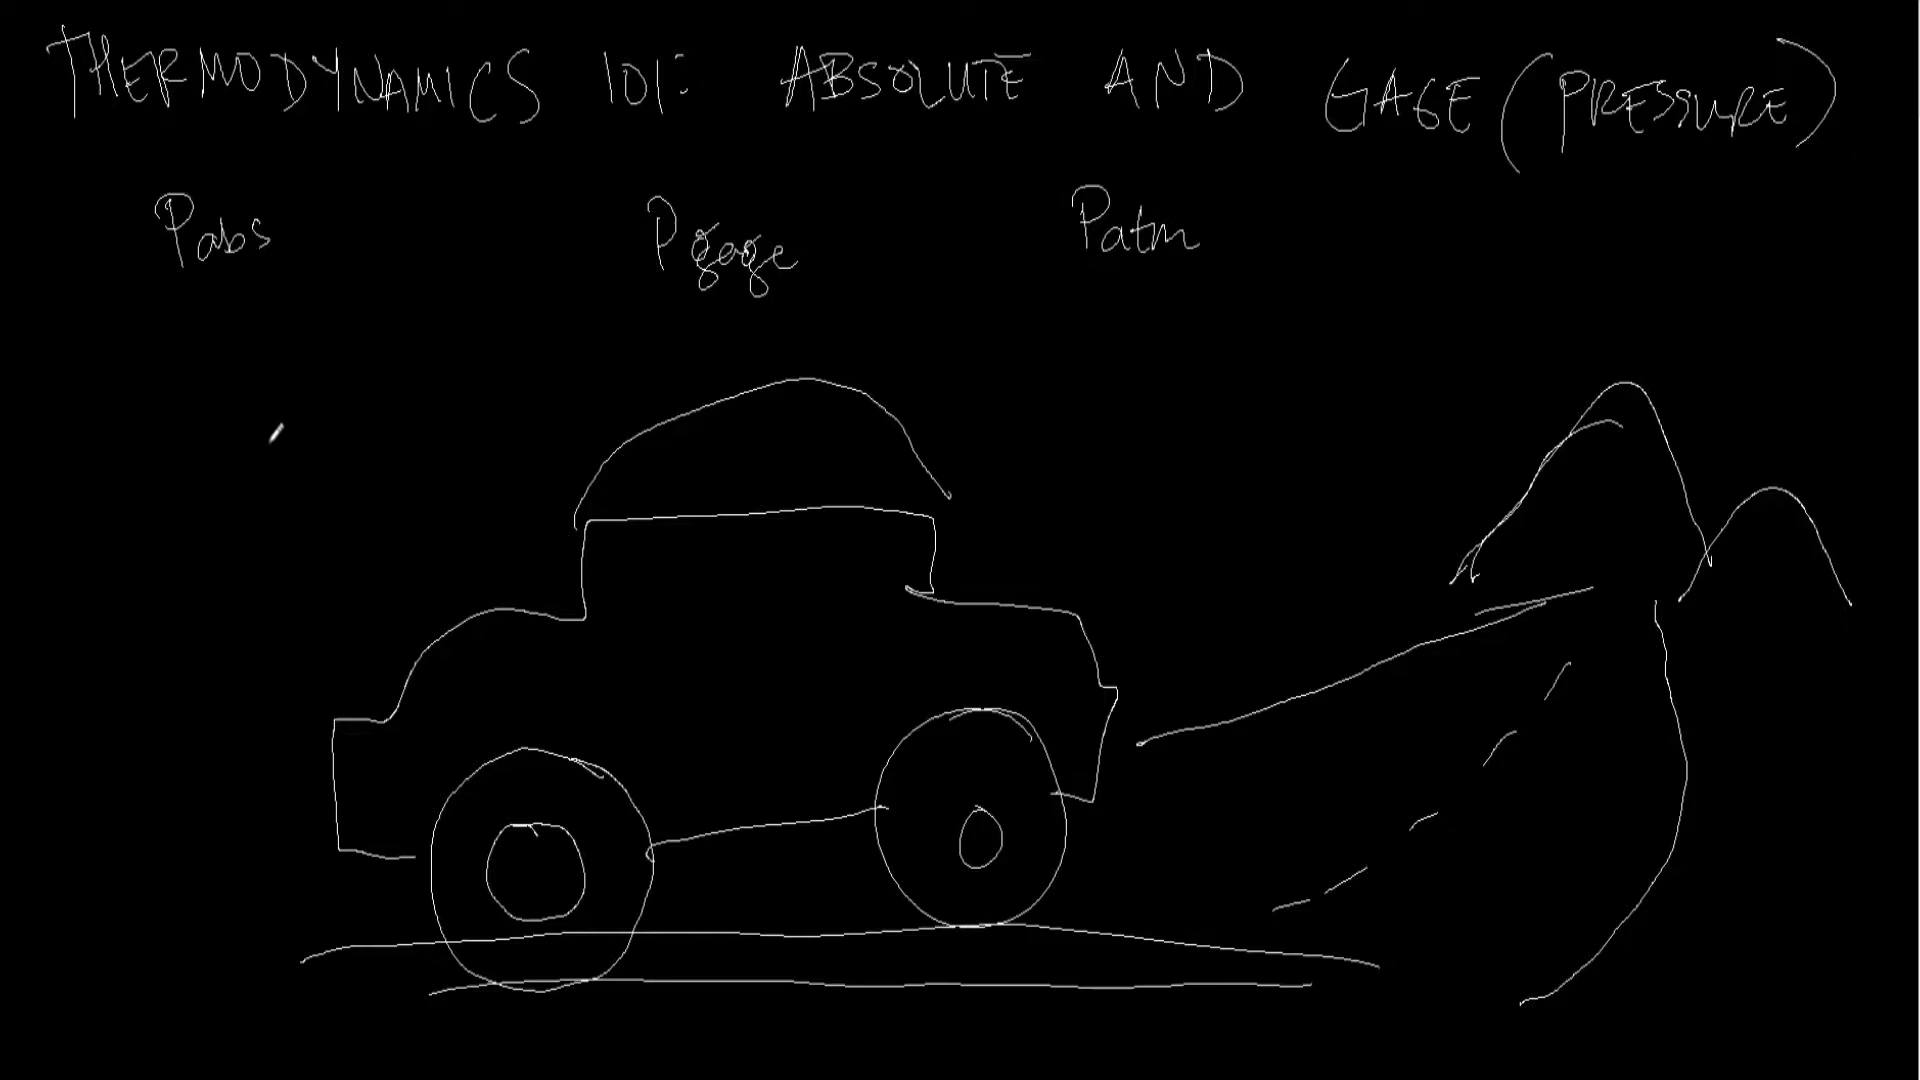 THERMODYNAMICS 101: ABSOLUTE AND GAGE (PRESSURE)
Pabs Pgage Patm